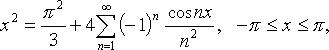 x² = π²/3 + 4∑_{n=1}^{∞} (−1)ⁿ cos nx / n², −π ≤ x ≤ π,